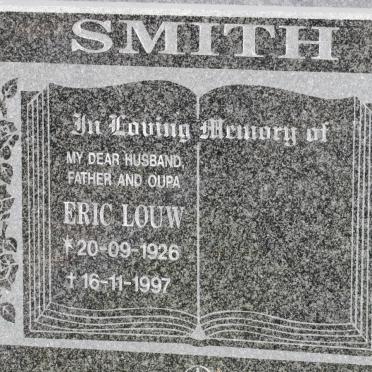 SMITH
In Loving Memory of
MY DEAR HUSBAND,
FATHER AND OUPA
ERIC LOUW
* 20-09-1926
† 16-11-1997